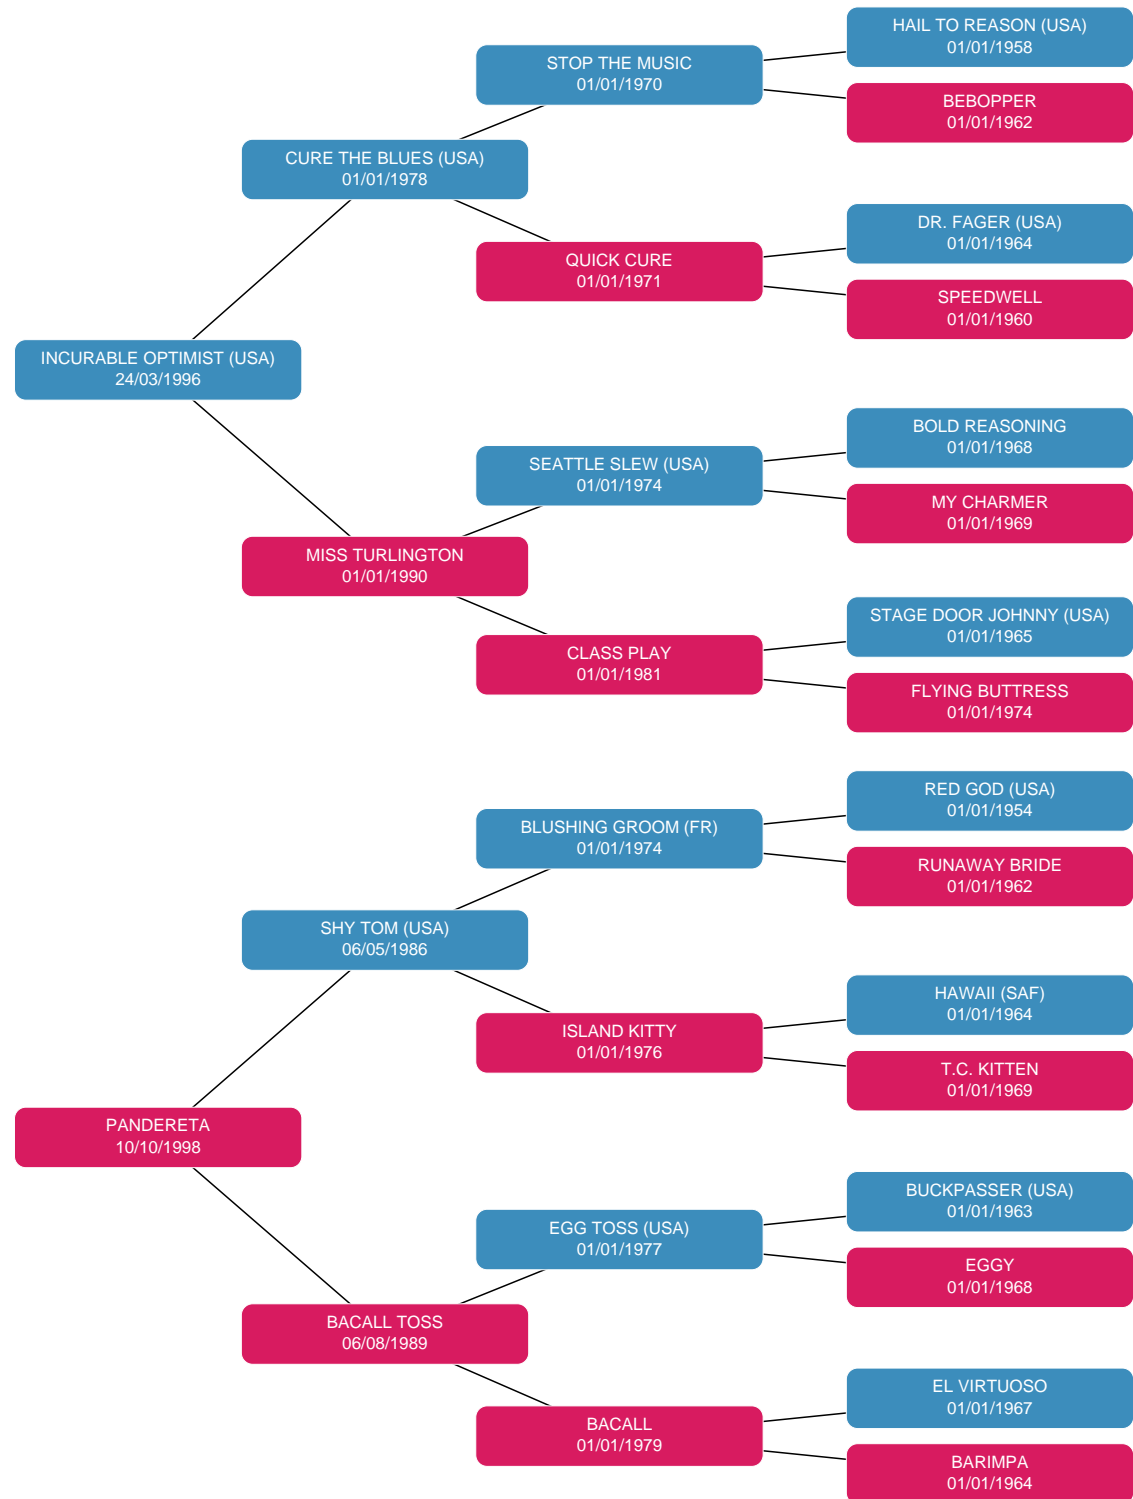 HAIL TO REASON (USA)
01/01/1958
STOP THE MUSIC
01/01/1970
BEBOPPER
01/01/1962
CURE THE BLUES (USA)
01/01/1978
DR. FAGER (USA)
01/01/1964
QUICK CURE
01/01/1971
SPEEDWELL
01/01/1960
INCURABLE OPTIMIST (USA)
24/03/1996
BOLD REASONING
01/01/1968
SEATTLE SLEW (USA)
01/01/1974
MY CHARMER
01/01/1969
MISS TURLINGTON
01/01/1990
STAGE DOOR JOHNNY (USA)
01/01/1965
CLASS PLAY
01/01/1981
FLYING BUTTRESS
01/01/1974
RED GOD (USA)
01/01/1954
BLUSHING GROOM (FR)
01/01/1974
RUNAWAY BRIDE
01/01/1962
SHY TOM (USA)
06/05/1986
HAWAII (SAF)
01/01/1964
ISLAND KITTY
01/01/1976
T.C. KITTEN
01/01/1969
PANDERETA
10/10/1998
BUCKPASSER (USA)
01/01/1963
EGG TOSS (USA)
01/01/1977
EGGY
01/01/1968
BACALL TOSS
06/08/1989
EL VIRTUOSO
01/01/1967
BACALL
01/01/1979
BARIMPA
01/01/1964